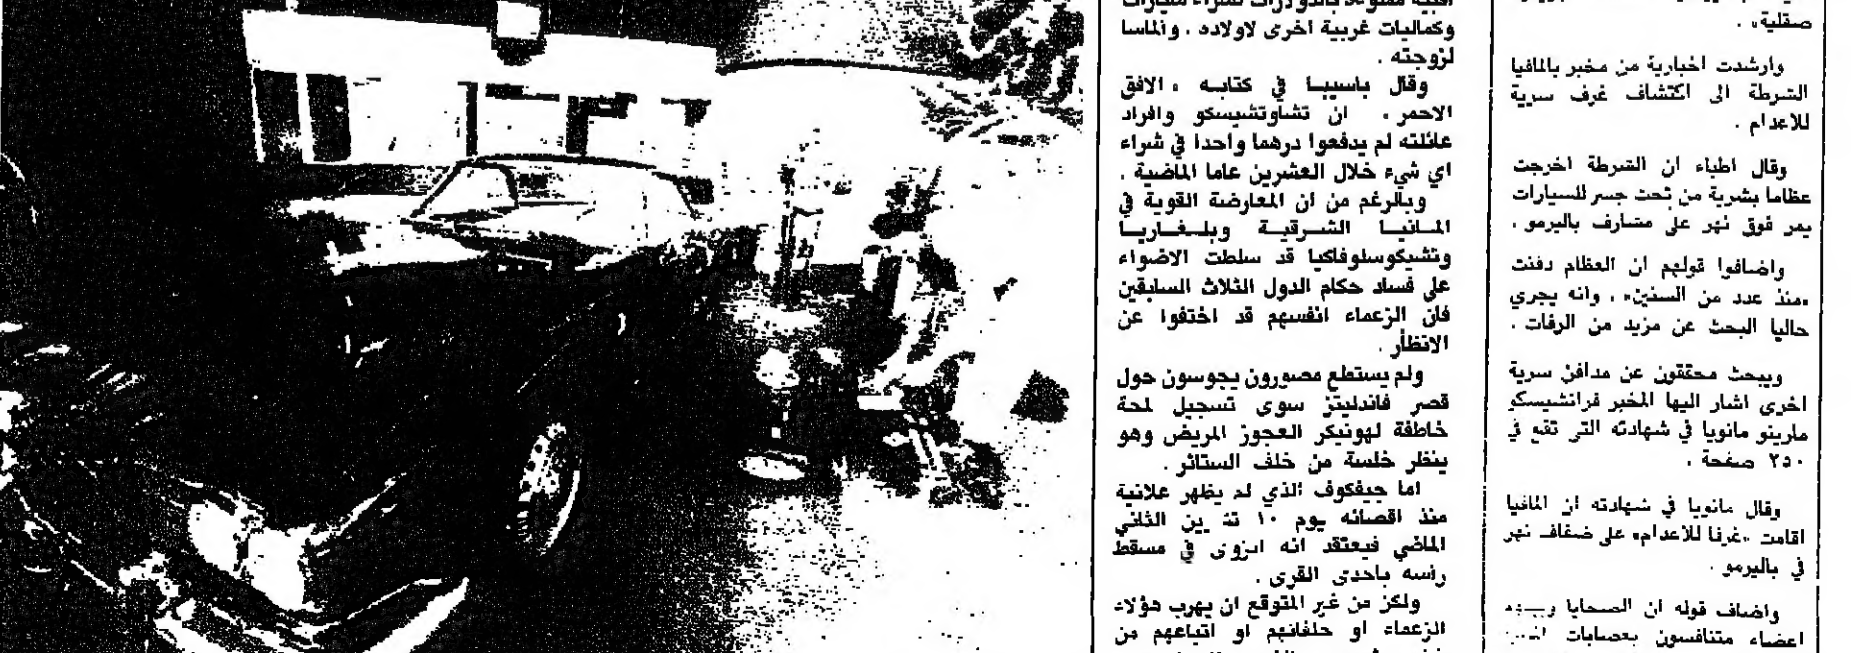 صقلية» .
وارشدت اخبارية من مخبر بالمافيا
الشرطة الى اكتشاف غرف سرية
للاعدام .
وقال اطباء ان الشرطة اخرجت
عظاما بشرية من تحت جسر للسيارات
يمر فوق نهر على مشارف باليرمو .
واضافوا قولهم ان العظام دفنت
«منذ عدد من السنين» ، وانه يجري
حاليا البحث عن مزيد من الرفات .
ويبحث محققون عن مدافن سرية
اخرى اشار اليها المخبر فرانشيسكو
مارينو مانويا في شهادته التي تقع في
٢٥٠ صفحة .
وقال مانويا في شهادته ان المافيا
اقامت «غرفا للاعدام» على ضفاف نهر
في باليرمو .
واضاف قوله ان الضحايا
اعضاء متنافسون بعصابات
وكماليات غربية اخرى لاولاده . والماسا
لزوجته .
وقال باسيبا في كتابه « الافق
الاحمر » ان تشاوتشيسكو وافراد
عائلته لم يدفعوا درهما واحدا في شراء
اي شيء خلال العشرين عاما الماضية .
وبالرغم من ان المعارضة القوية في
المانيا الشرقية وبلغاريا
وتشيكوسلوفاكيا قد سلطت الاضواء
على فساد حكام الدول الثلاث السابقين
فان الزعماء انفسهم قد اختفوا عن
الانظار .
ولم يستطع مصورون يجوسون حول
قصر فاندليتز سوى تسجيل لمحة
خاطفة لهونيكر العجوز المريض وهو
ينظر خلسة من خلف الستائر .
اما جيفكوف الذي لم يظهر علانية
منذ اقصائه يوم ١٠ تشرين الثاني
الماضي فيعتقد انه انزوى في مسقط
راسه باحدى القرى .
ولكن من غير المتوقع ان يهرب هؤلاء
الزعماء او حلفائهم او اتباعهم من